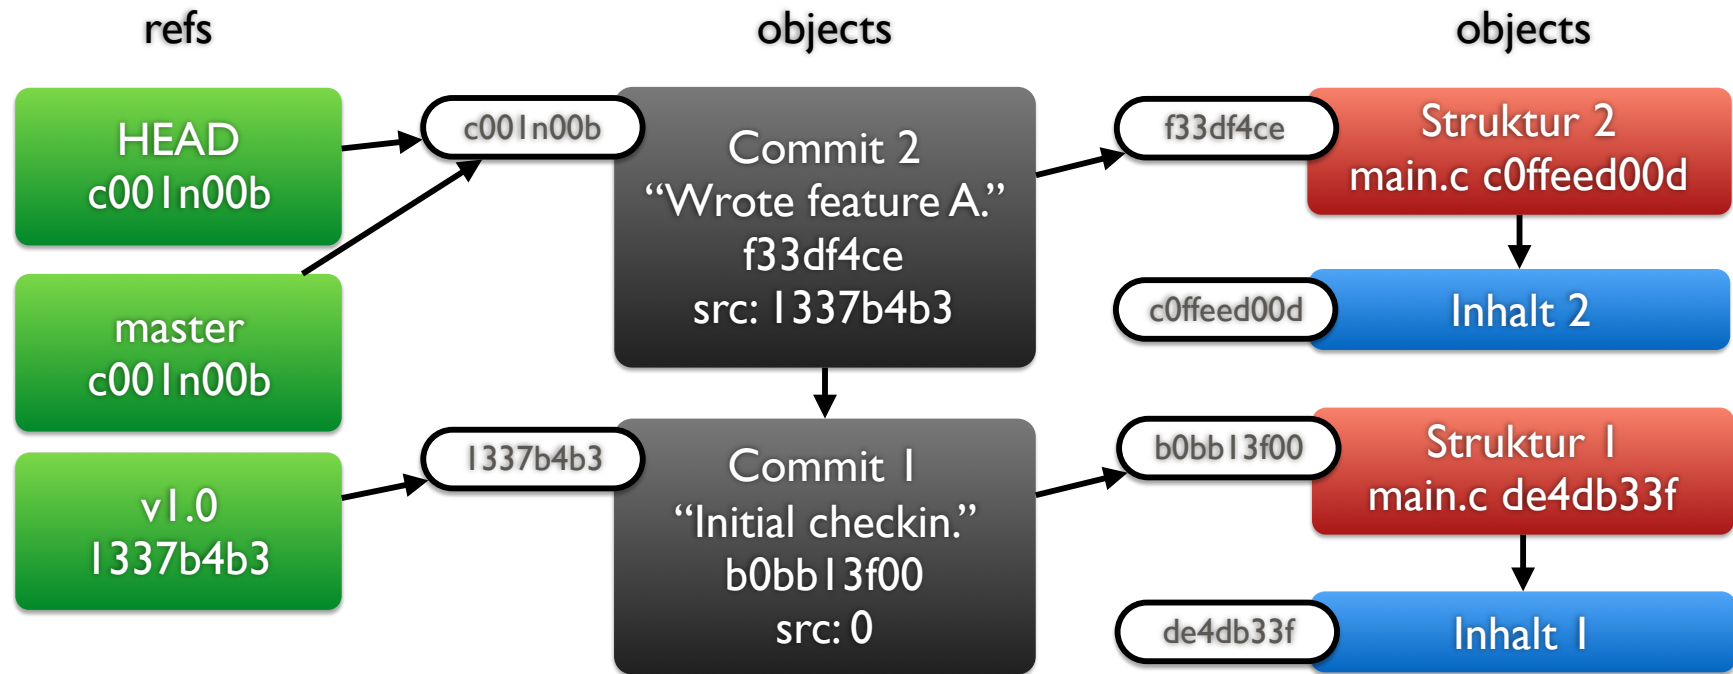 refs
objects
objects
HEAD
c001n00b
master
c001n00b
v1.0
1337b4b3
c001n00b
Commit 2
“Wrote feature A.”
f33df4ce
src: 1337b4b3
1337b4b3
Commit 1
“Initial checkin.”
b0bb13f00
src: 0
f33df4ce
Struktur 2
main.c c0ffeed00d
c0ffeed00d
Inhalt 2
b0bb13f00
Struktur 1
main.c de4db33f
de4db33f
Inhalt 1